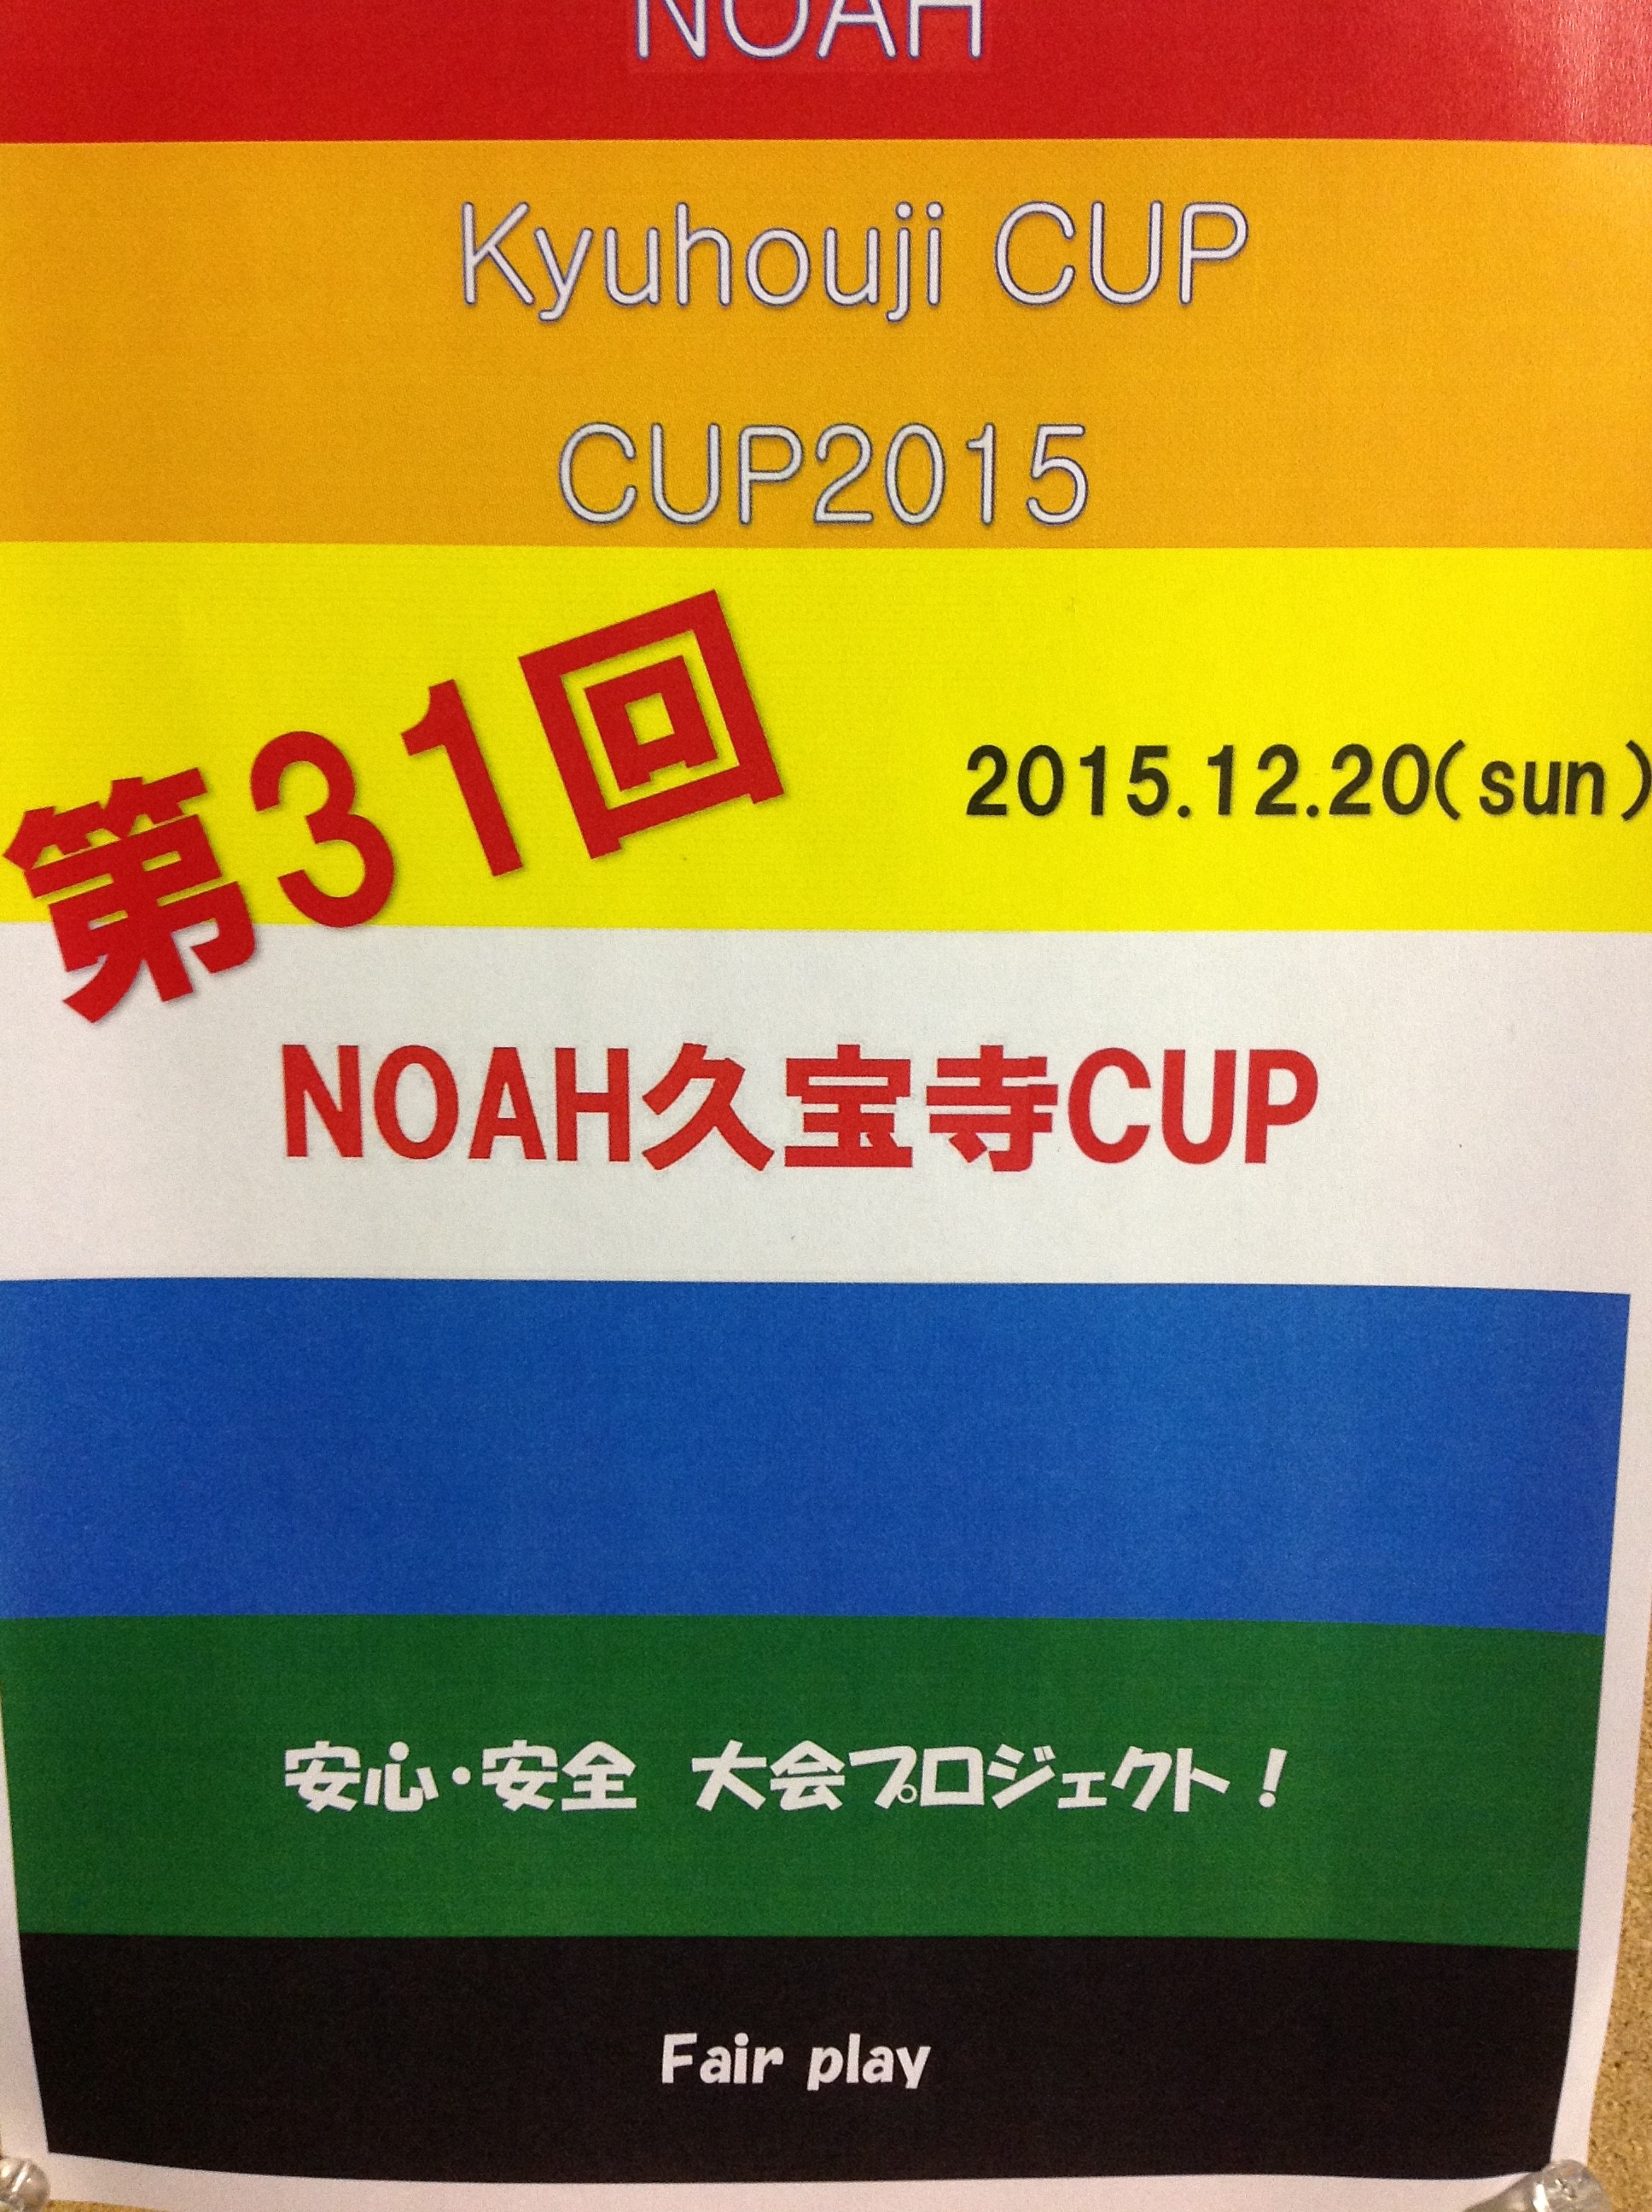 NOAH
Kyuhouji CUP
CUP2015
第31回
2015.12.20(sun)
NOAH久宝寺CUP
安心・安全　大会プロジェクト！
Fair play